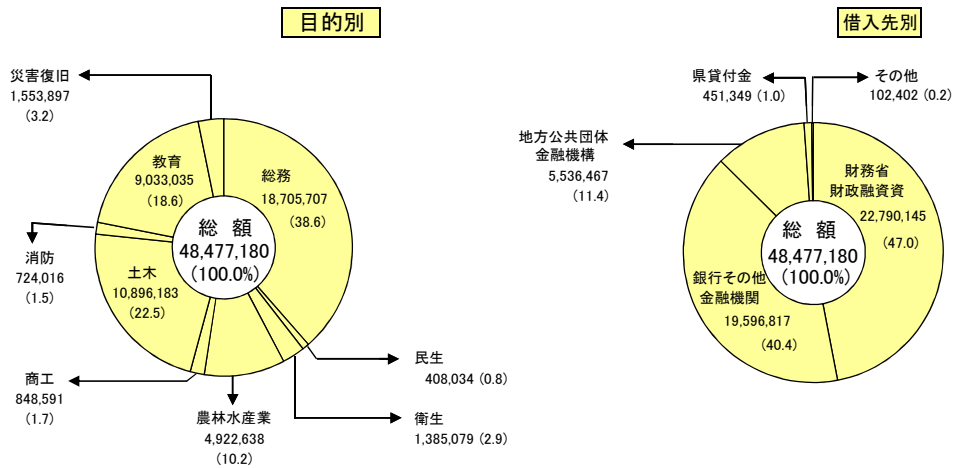 目的別
災害復旧
1,553,897
(3.2)
教育
9,033,035
(18.6)
総務
18,705,707
(38.6)
総 額
48,477,180
(100.0%)
消防
724,016
(1.5)
土木
10,896,183
(22.5)
商工
848,591
(1.7)
農林水産業
4,922,638
(10.2)
民生
408,034 (0.8)
衛生
1,385,079 (2.9)
借入先別
県貸付金
451,349 (1.0)
その他
102,402 (0.2)
地方公共団体
金融機構
5,536,467
(11.4)
財務省
財政融資資
22,790,145
(47.0)
総 額
48,477,180
(100.0%)
銀行その他
金融機関
19,596,817
(40.4)